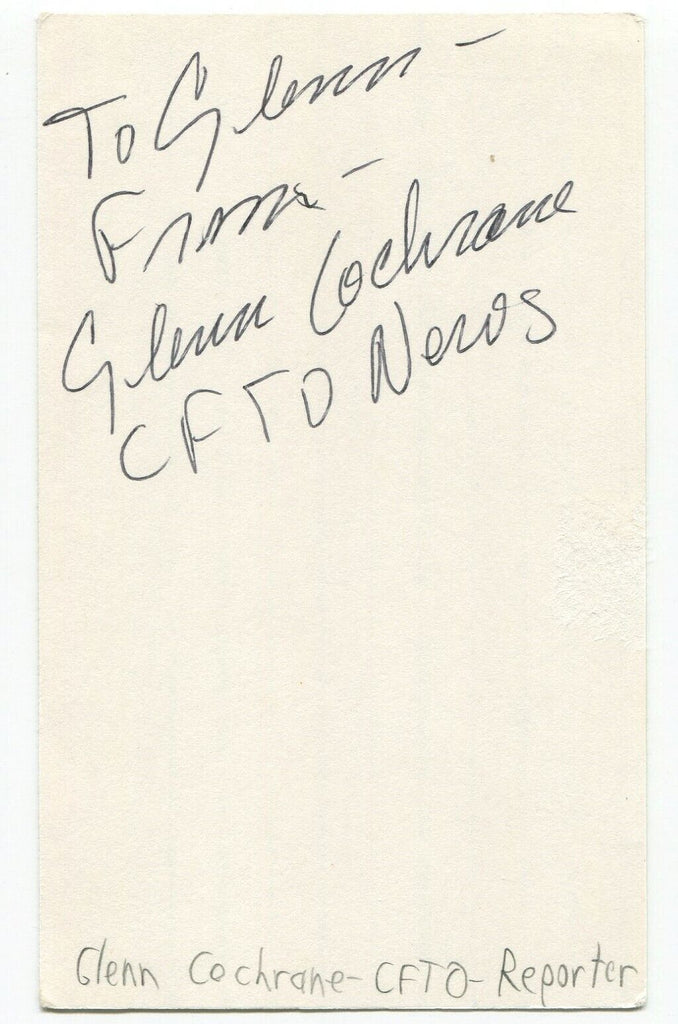 To Glenn -
From -
Glenn Cochrane
CFTO News
Glenn Cochrane - CFTO - Reporter